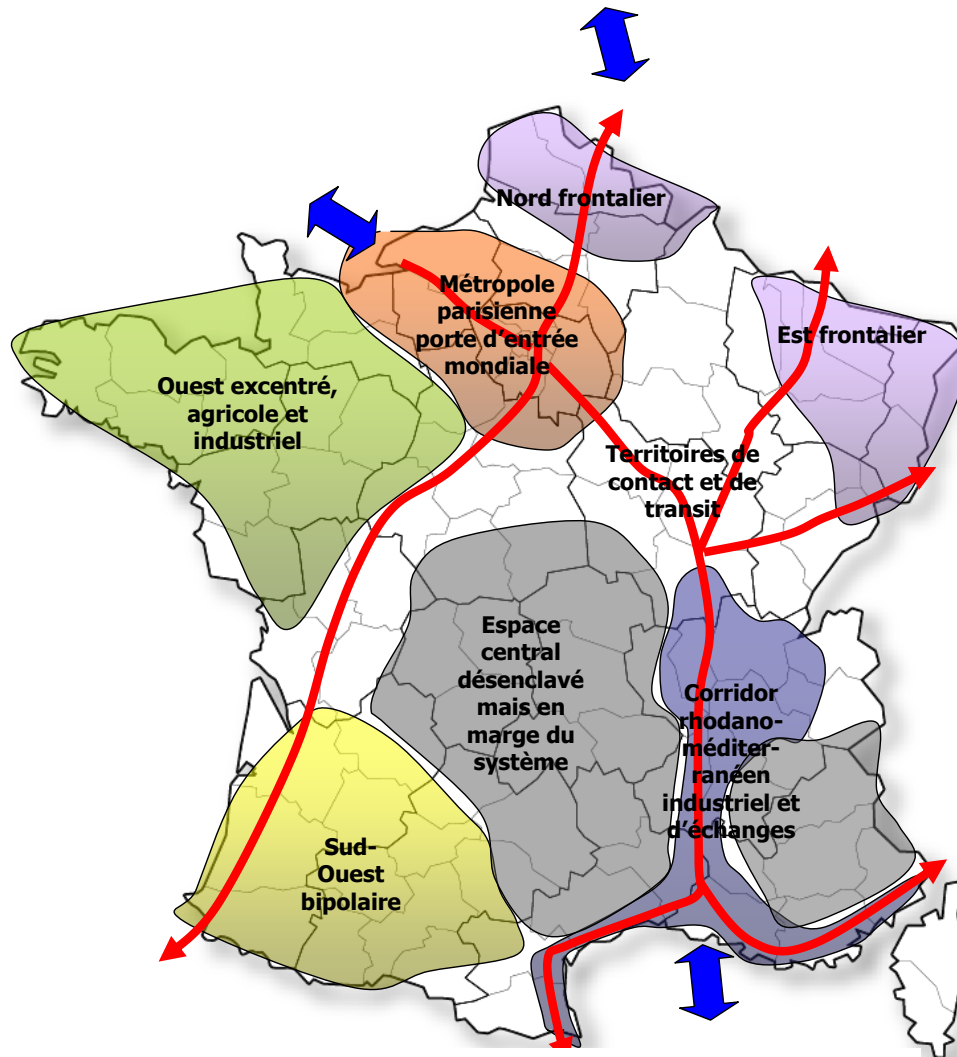 Nord frontalier
Métropole
parisienne
porte d'entrée
mondiale
Est frontalier
Ouest excentré,
agricole et
industriel
Territoires de
contact et de
transit
Espace
central
désenclavé
mais en
marge du
système
Corridor
rhodano-
méditer-
ranéen
industriel et
d'échanges
Sud-
Ouest
bipolaire